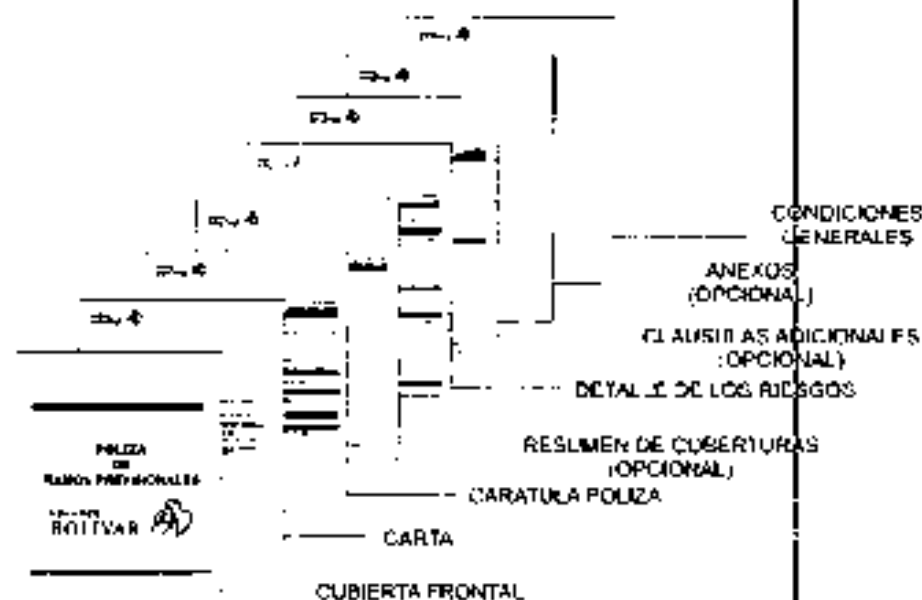 CONDICIONES
GENERALES
ANEXOS
(OPCIONAL)
CLAUSULAS ADICIONALES
(OPCIONAL)
DETALLE DE LOS RIESGOS
RESUMEN DE CUBERTURAS
(OPCIONAL)
CARATULA POLIZA
CARTA
CUBIERTA FRONTAL
POLIZA
DE
BOLIVAR